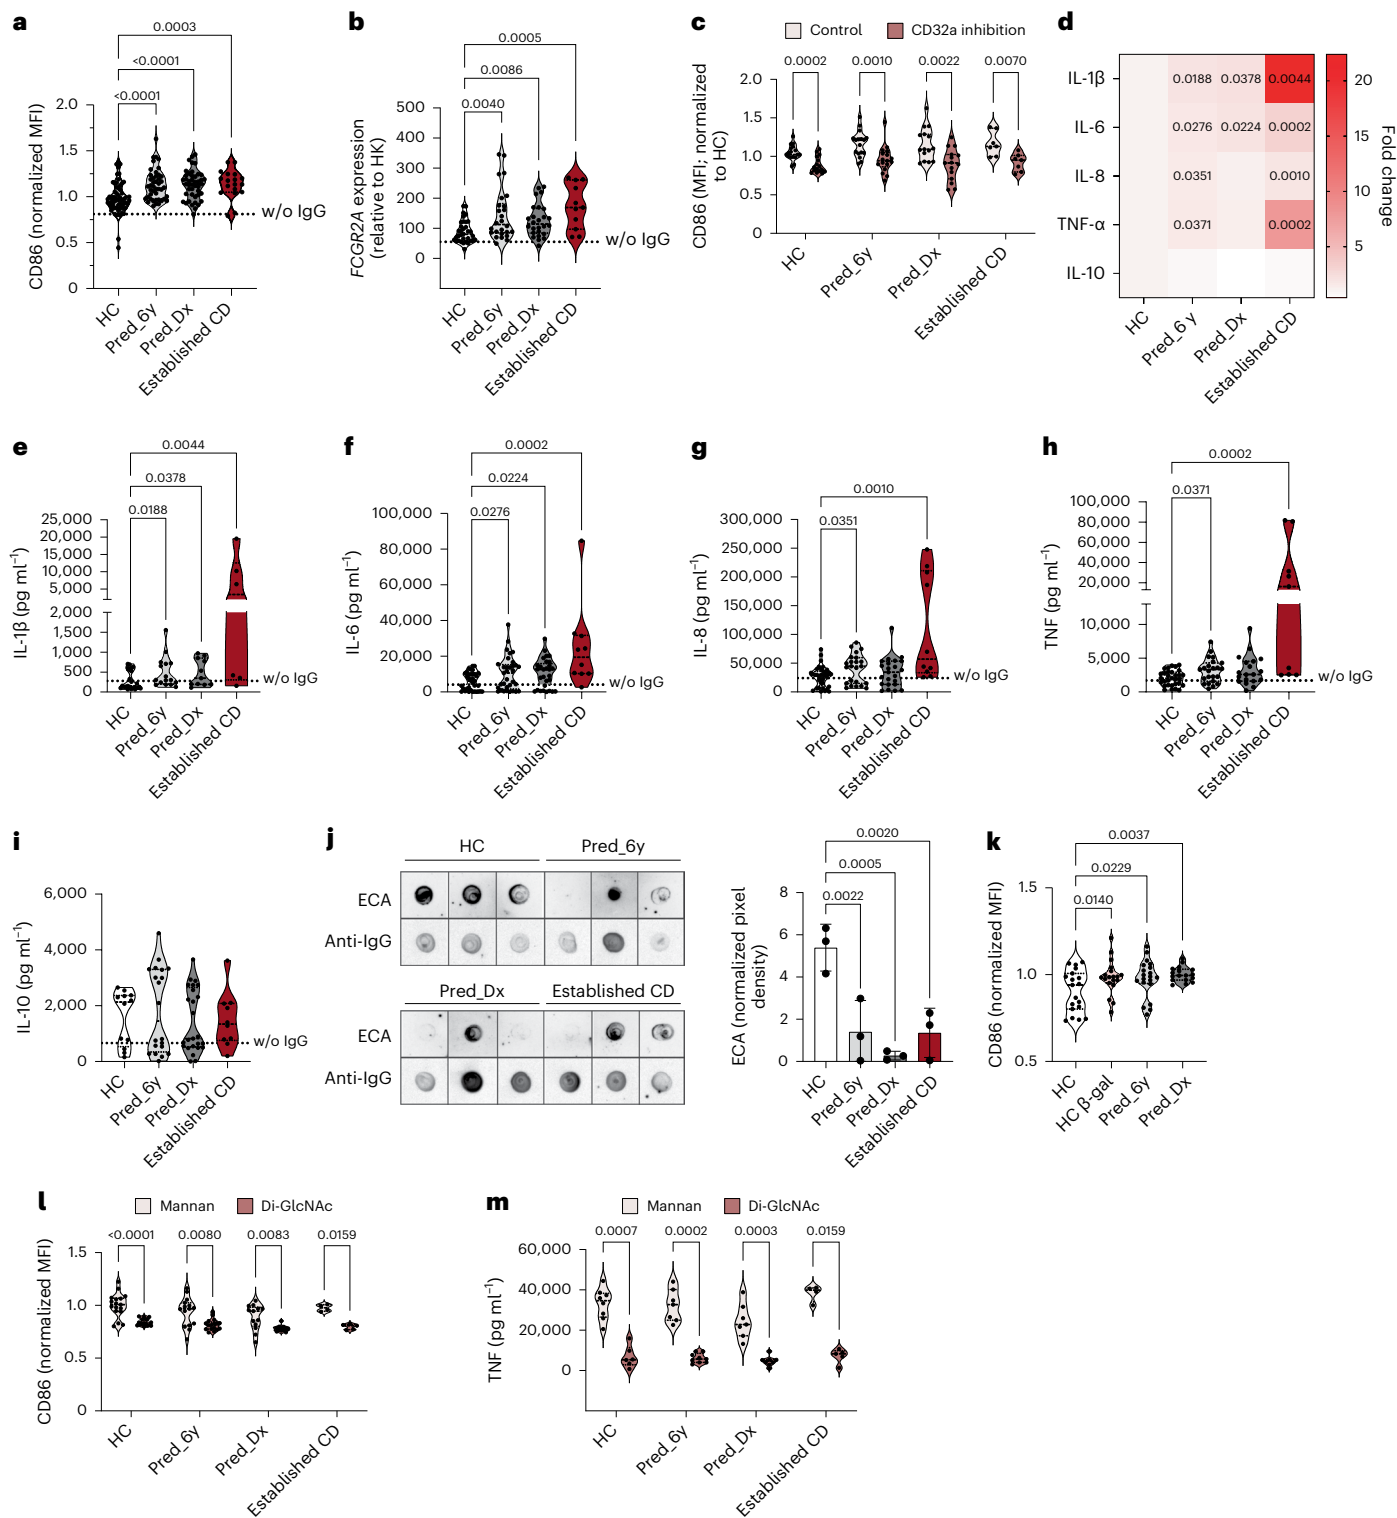 a
0.0003
<0.0001
<0.0001
CD86 (normalized MFI)
2.0
1.5
1.0
0.5
0
w/o IgG
HC
Pred_6y
Pred_Dx
Established CD
b
0.0005
0.0086
0.0040
FCGR2A expression
(relative to HK)
500
400
300
200
100
0
w/o IgG
HC
Pred_6y
Pred_Dx
Established CD
c
Control
CD32a inhibition
0.0002
0.0010
0.0022
0.0070
CD86 (MFI; normalized
to HC)
2.0
1.5
1.0
0.5
0
HC
Pred_6y
Pred_Dx
Established CD
d
IL-1β
0.0188
0.0378
0.0044
IL-6
0.0276
0.0224
0.0002
IL-8
0.0351
0.0010
TNF-α
0.0371
0.0002
IL-10
HC
Pred_6 y
Pred_Dx
Established CD
20
15
10
5
Fold change
e
0.0044
0.0378
0.0188
IL-1β (pg ml−1)
25,000
20,000
15,000
10,000
5,000
2,000
1,500
1,000
500
0
w/o IgG
HC
Pred_6y
Pred_Dx
Established CD
f
0.0002
0.0224
0.0276
IL-6 (pg ml−1)
100,000
80,000
60,000
40,000
20,000
0
w/o IgG
HC
Pred_6y
Pred_Dx
Established CD
g
0.0010
0.0351
IL-8 (pg ml−1)
300,000
250,000
200,000
150,000
100,000
50,000
0
w/o IgG
HC
Pred_6y
Pred_Dx
Established CD
h
0.0002
0.0371
TNF (pg ml−1)
100,000
80,000
60,000
40,000
20,000
10,000
5,000
0
w/o IgG
HC
Pred_6y
Pred_Dx
Established CD
i
IL-10 (pg ml−1)
6,000
4,000
2,000
0
w/o IgG
HC
Pred_6y
Pred_Dx
Established CD
j
HC
Pred_6y
ECA
Anti-IgG
Pred_Dx
Established CD
ECA
Anti-IgG
0.0020
0.0005
0.0022
ECA (normalized pixel
density)
8
6
4
2
0
HC
Pred_6y
Pred_Dx
Established CD
k
0.0037
0.0229
0.0140
CD86 (normalized MFI)
1.5
1.0
0.5
HC
HC β-gal
Pred_6y
Pred_Dx
l
Mannan
Di-GlcNAc
<0.0001
0.0080
0.0083
0.0159
CD86 (normalized MFI)
1.5
1.0
0.5
0
HC
Pred_6y
Pred_Dx
Established CD
m
Mannan
Di-GlcNAc
0.0007
0.0002
0.0003
0.0159
TNF (pg ml−1)
60,000
40,000
20,000
0
HC
Pred_6y
Pred_Dx
Established CD